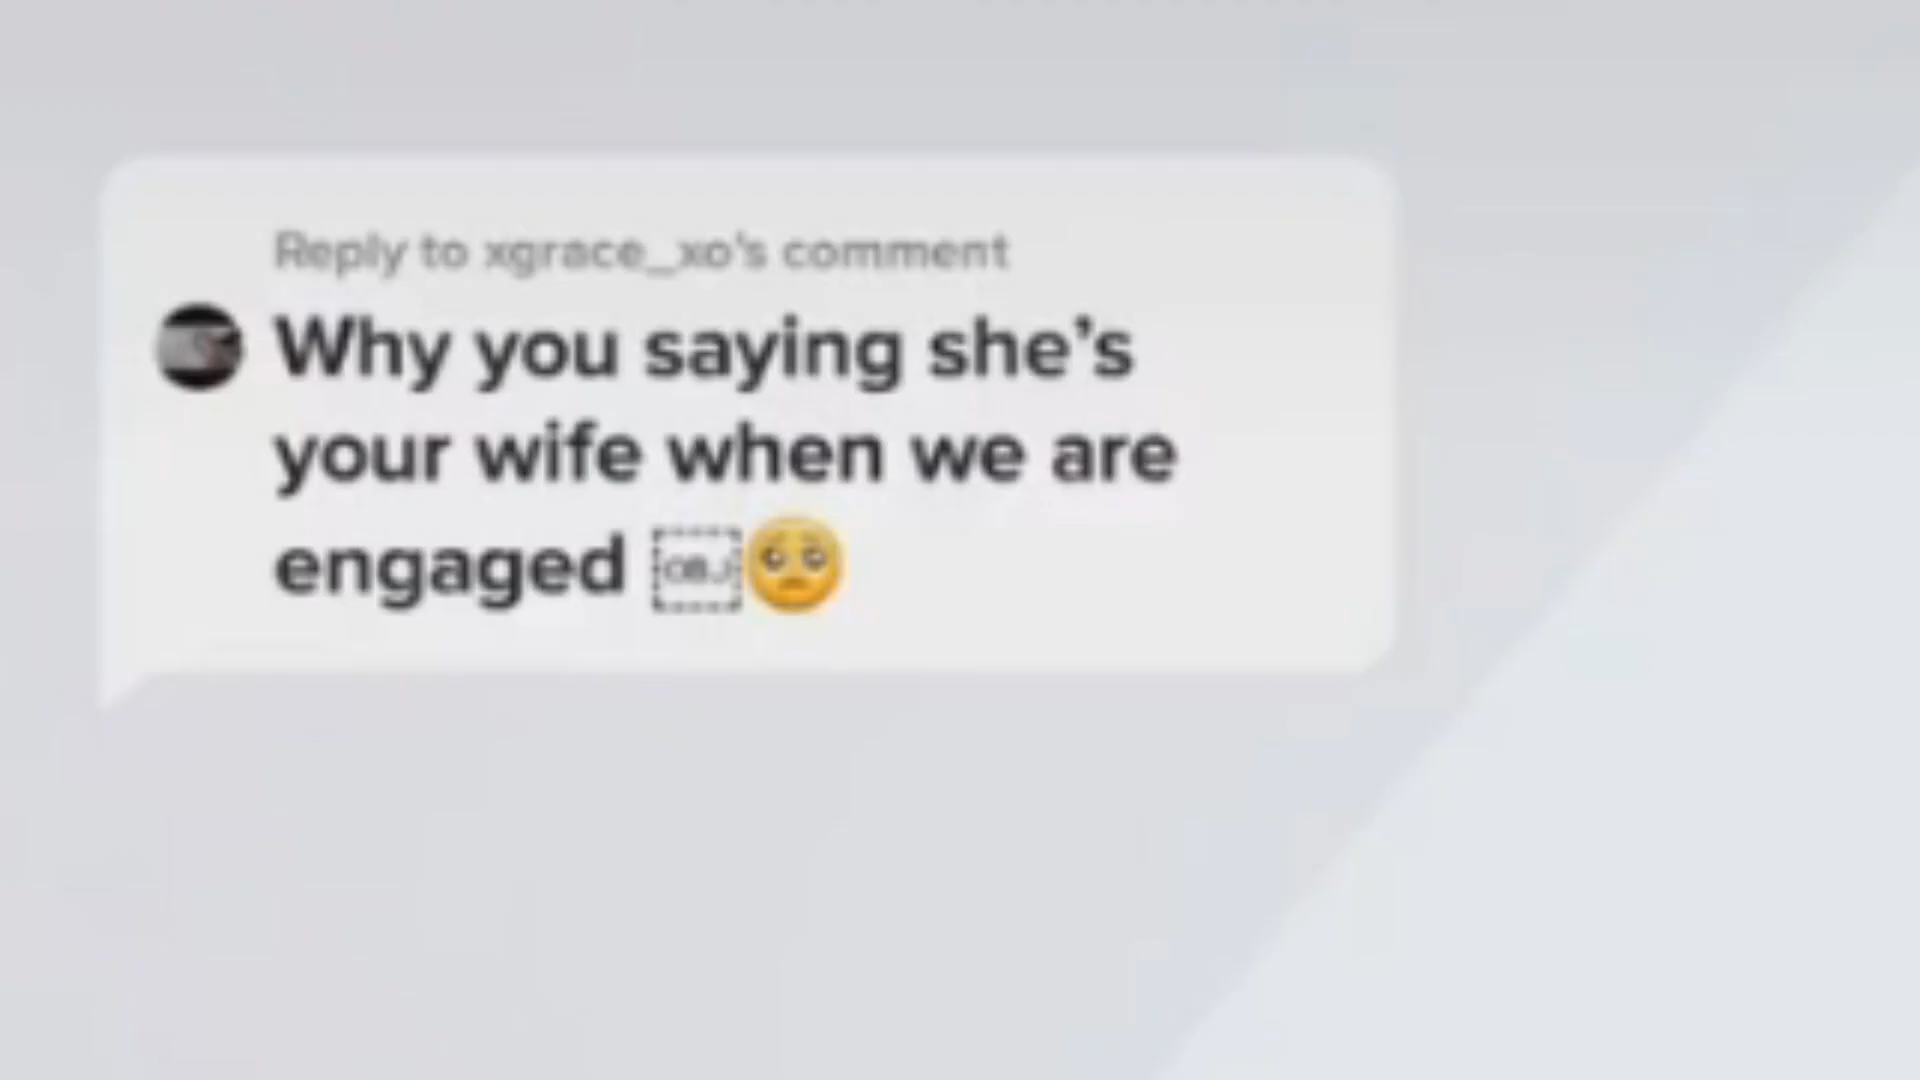 Reply to xgrace_xo's comment
Why you saying she's
your wife when we are
engaged ￼🥺